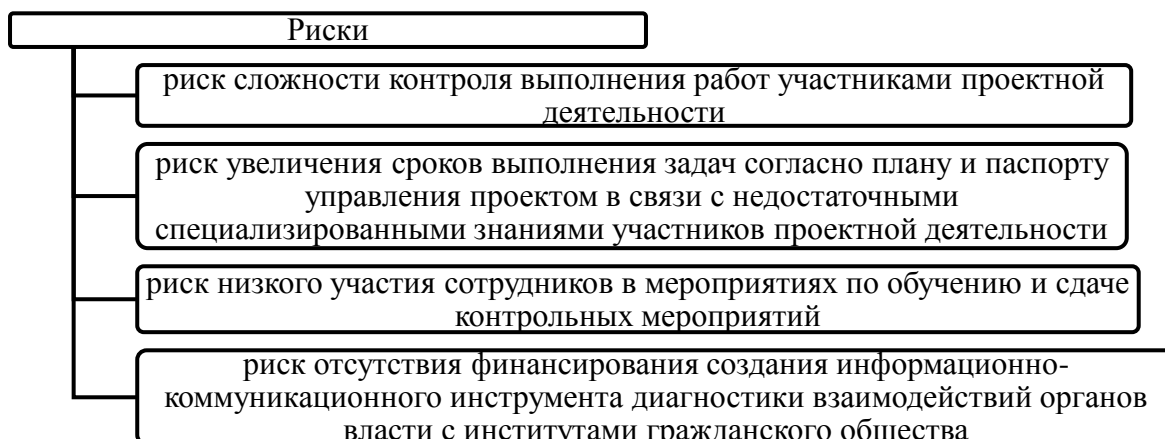 Риски
риск сложности контроля выполнения работ участниками проектной
деятельности
риск увеличения сроков выполнения задач согласно плану и паспорту
управления проектом в связи с недостаточными
специализированными знаниями участников проектной деятельности
риск низкого участия сотрудников в мероприятиях по обучению и сдаче
контрольных мероприятий
риск отсутствия финансирования создания информационно-
коммуникационного инструмента диагностики взаимодействий органов
власти с институтами гражданского общества